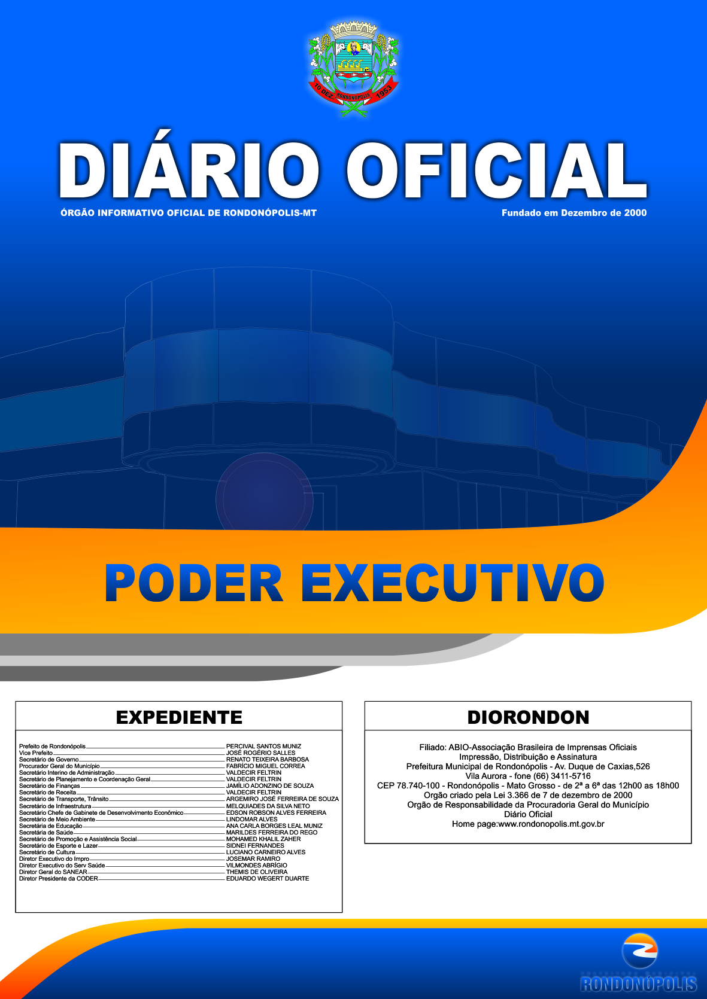 10 DEZ. RONDONÓPOLIS 1953
DIÁRIO OFICIAL
ÓRGÃO INFORMATIVO OFICIAL DE RONDONÓPOLIS-MT
Fundado em Dezembro de 2000
PODER EXECUTIVO
EXPEDIENTE
Prefeito de Rondonópolis PERCIVAL SANTOS MUNIZ
Vice Prefeito JOSÉ ROGÉRIO SALLES
Secretário de Governo RENATO TEIXEIRA BARBOSA
Procurador Geral do Município FABRÍCIO MIGUEL CORREA
Secretário Interino de Administração VALDECIR FELTRIN
Secretário de Planejamento e Coordenação Geral VALDECIR FELTRIN
Secretário de Finanças JAMÍLIO ADONZINO DE SOUZA
Secretário de Receita VALDECIR FELTRIN
Secretário de Transporte, Trânsito ARGEMIRO JOSÉ FERREIRA DE SOUZA
Secretário de Infraestrutura MELQUIADES DA SILVA NETO
Secretário Chefe de Gabinete de Desenvolvimento Econômico EDSON ROBSON ALVES FERREIRA
Secretário de Meio Ambiente LINDOMAR ALVES
Secretária de Educação ANA CARLA BORGES LEAL MUNIZ
Secretária de Saúde MARILDES FERREIRA DO REGO
Secretário de Promoção e Assistência Social MOHAMED KHALIL ZAHER
Secretário de Esporte e Lazer SIDNEI FERNANDES
Secretário de Cultura LUCIANO CARNEIRO ALVES
Diretor Executivo do Impro JOSEMAR RAMIRO
Diretor Executivo do Serv Saúde VILMONDES ABRÍGIO
Diretor Geral do SANEAR THEMIS DE OLIVEIRA
Diretor Presidente da CODER EDUARDO WEGERT DUARTE
DIORONDON
Filiado: ABIO-Associação Brasileira de Imprensas Oficiais
Impressão, Distribuição e Assinatura
Prefeitura Municipal de Rondonópolis - Av. Duque de Caxias,526
Vila Aurora - fone (66) 3411-5716
CEP 78.740-100 - Rondonópolis - Mato Grosso - de 2ª a 6ª das 12h00 as 18h00
Orgão criado pela Lei 3.366 de 7 de dezembro de 2000
Orgão de Responsabilidade da Procuradoria Geral do Município
Diário Oficial
Home page:www.rondonopolis.mt.gov.br
RONDONÓPOLIS